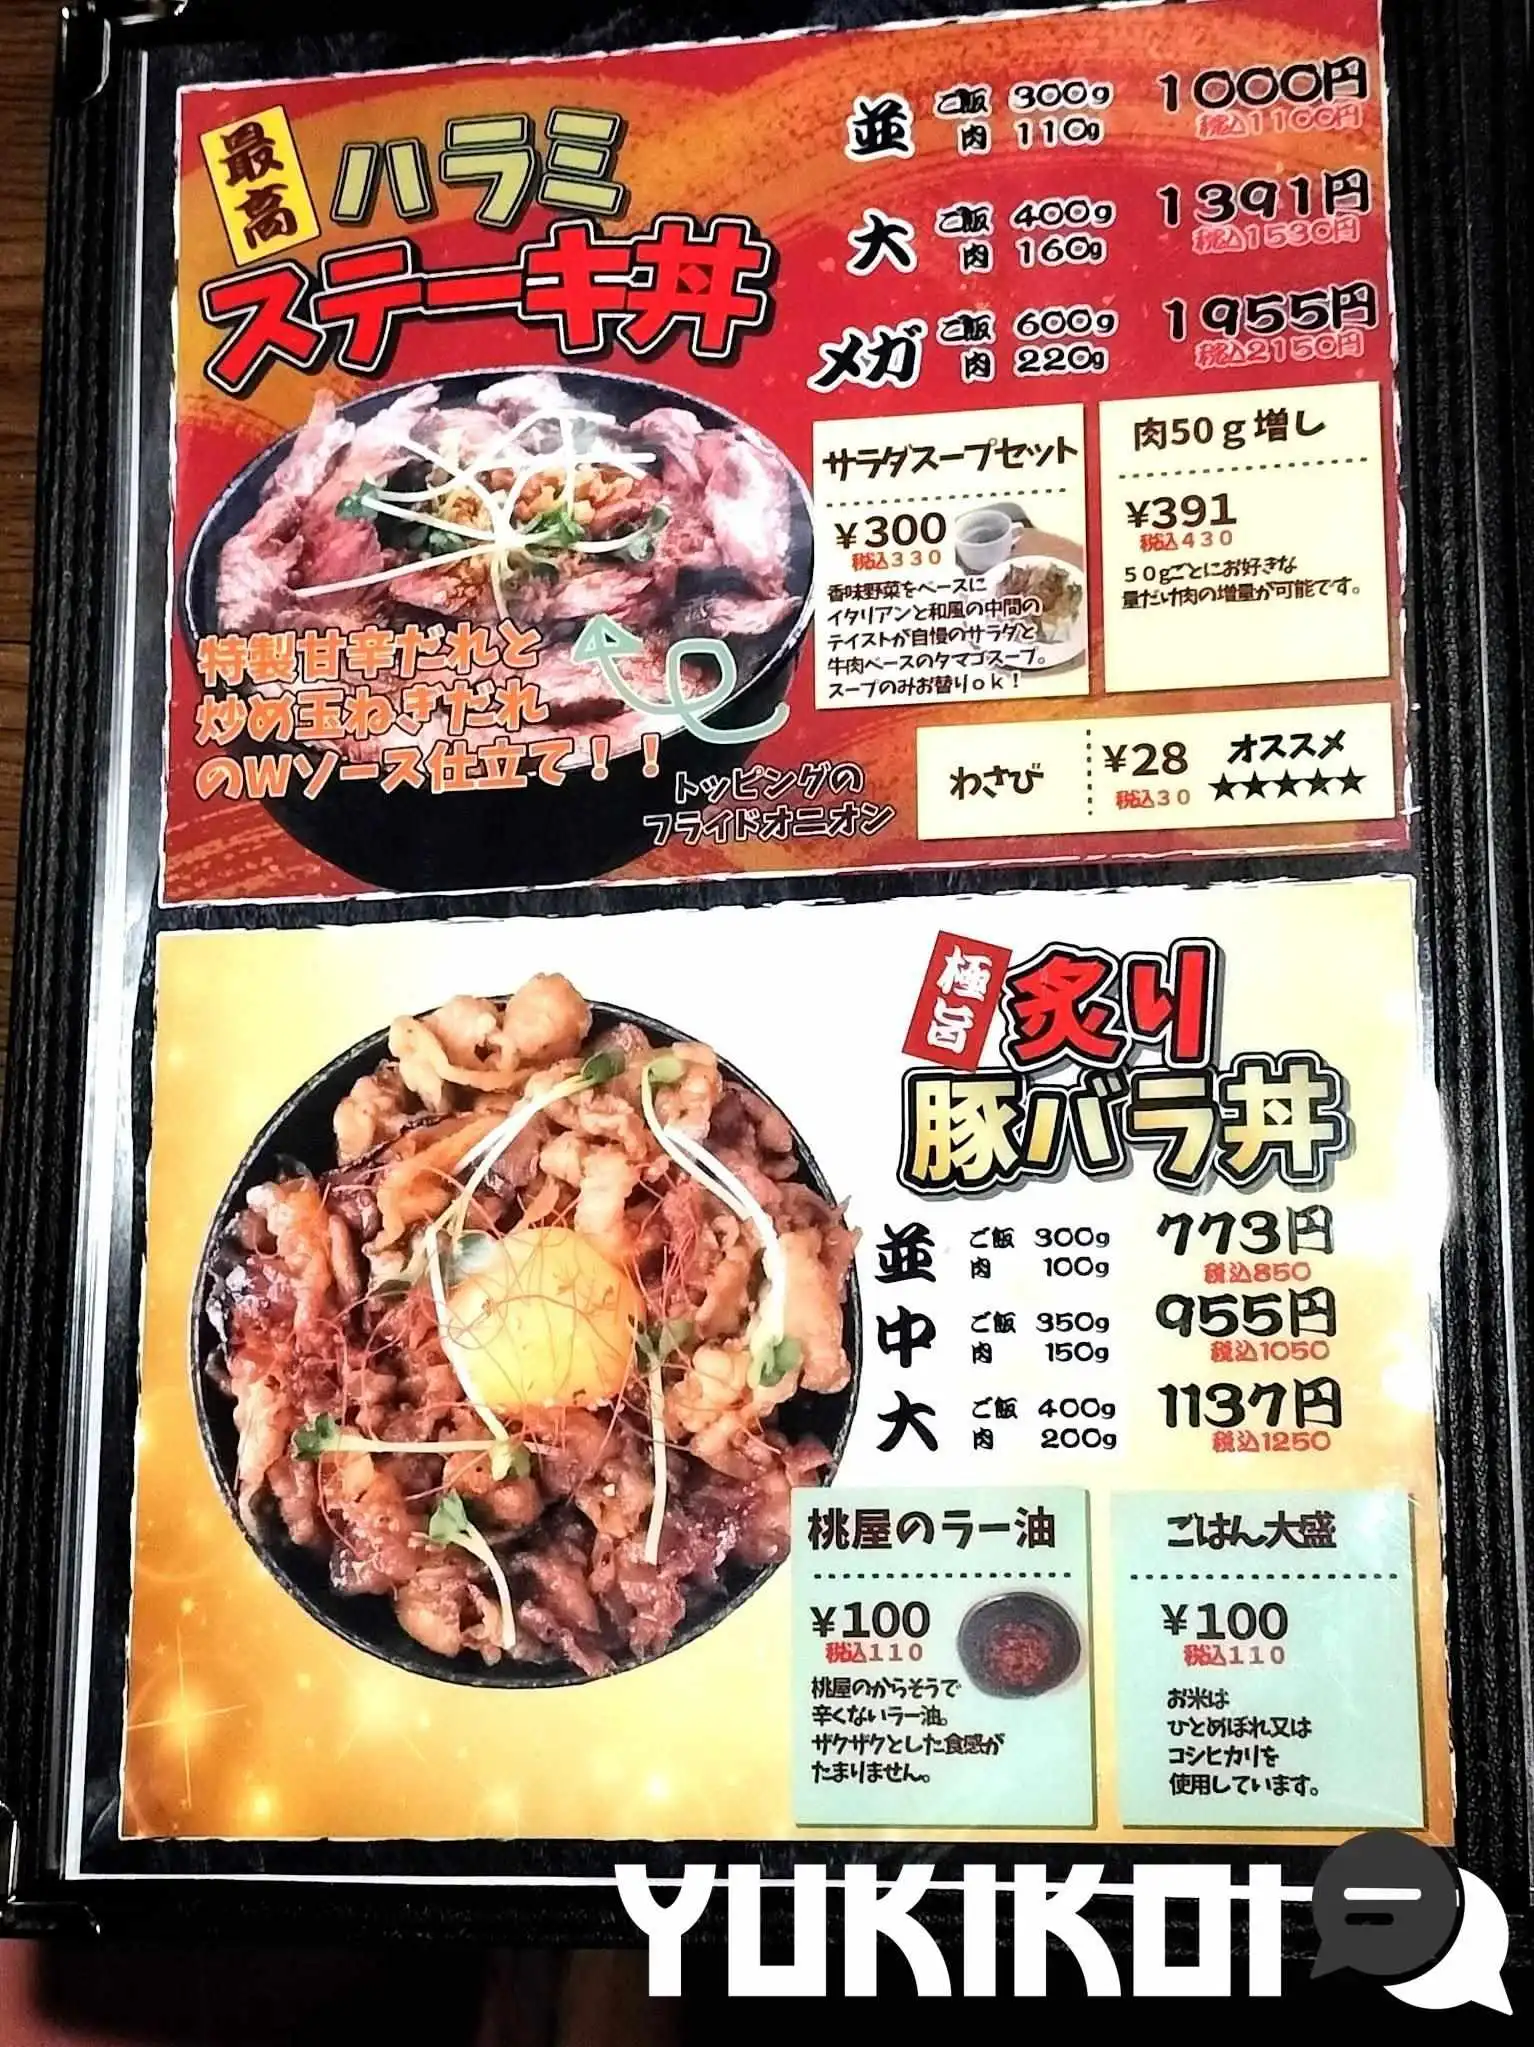 最高
ハラミ
ステーキ丼
並 ご飯 300g 肉 110g 1000円 税込1100円
大 ご飯 400g 肉 160g 1391円 税込1530円
メガ ご飯 600g 肉 220g 1955円 税込2150円
サラダスープセット
¥300
税込330
香味野菜をベースに
イタリアンと和風の中間の
テイストが自慢のサラダと
牛肉ベースのタマゴスープ。
スープのみお替りok!
肉50g増し
¥391
税込430
50gごとにお好きな
量だけ肉の増量が可能です。
特製甘辛だれと
炒め玉ねぎだれ
のWソース仕立て!!
トッピングの
フライドオニオン
わさび ¥28 税込30 オススメ ★★★★★
極旨
炙り
豚バラ丼
並 ご飯 300g 肉 100g 773円 税込850
中 ご飯 350g 肉 150g 955円 税込1050
大 ご飯 400g 肉 200g 1137円 税込1250
桃屋のラー油
¥100
税込110
桃屋のからそうで
辛くないラー油。
ザクザクとした食感が
たまりません。
ごはん大盛
¥100
税込110
お米は
ひとめぼれ又は
コシヒカリを
使用しています。
YUKIKOI